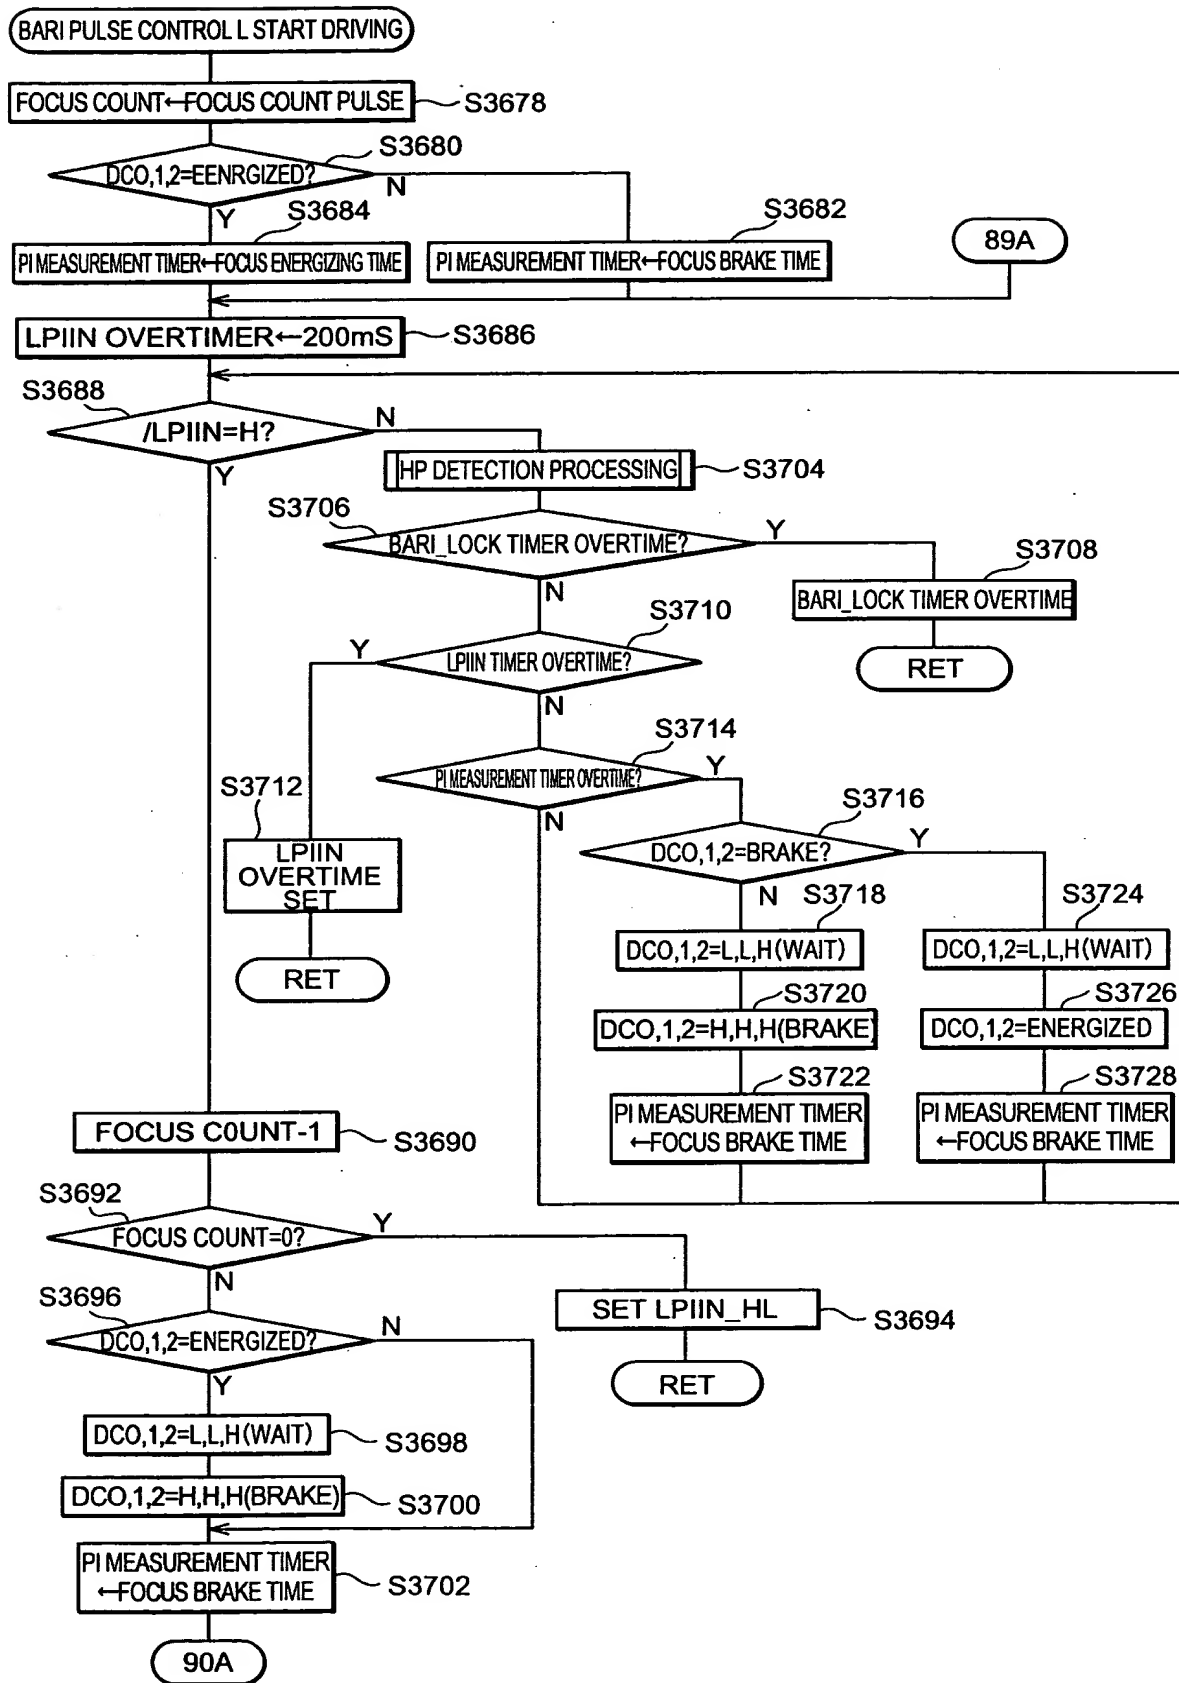 BARI PULSE CONTROL L START DRIVING
FOCUS COUNT←FOCUS COUNT PULSE
S3678
S3680
DCO,1,2=EENRGIZED?
N
Y
S3684
S3682
89A
PI MEASUREMENT TIMER←FOCUS ENERGIZING TIME
PI MEASUREMENT TIMER←FOCUS BRAKE TIME
LPIIN OVERTIMER←200mS
S3686
S3688
/LPIIN=H?
N
Y
HP DETECTION PROCESSING
S3704
S3706
BARI_LOCK TIMER OVERTIME?
Y
N
S3708
BARI_LOCK TIMER OVERTIME
RET
S3710
LPIIN TIMER OVERTIME?
Y
N
S3714
PI MEASUREMENT TIMER OVERTIME?
Y
N
S3712
LPIIN
OVERTIME
SET
RET
S3716
DCO,1,2=BRAKE?
Y
N
S3718
DCO,1,2=L,L,H(WAIT)
S3724
DCO,1,2=L,L,H(WAIT)
S3720
DCO,1,2=H,H,H(BRAKE)
S3726
DCO,1,2=ENERGIZED
S3722
PI MEASUREMENT TIMER
←FOCUS BRAKE TIME
S3728
PI MEASUREMENT TIMER
←FOCUS BRAKE TIME
FOCUS C0UNT-1
S3690
S3692
FOCUS COUNT=0?
Y
N
SET LPIIN_HL
S3694
RET
S3696
DCO,1,2=ENERGIZED?
N
Y
DCO,1,2=L,L,H(WAIT)
S3698
DCO,1,2=H,H,H(BRAKE)
S3700
PI MEASUREMENT TIMER
←FOCUS BRAKE TIME
S3702
90A